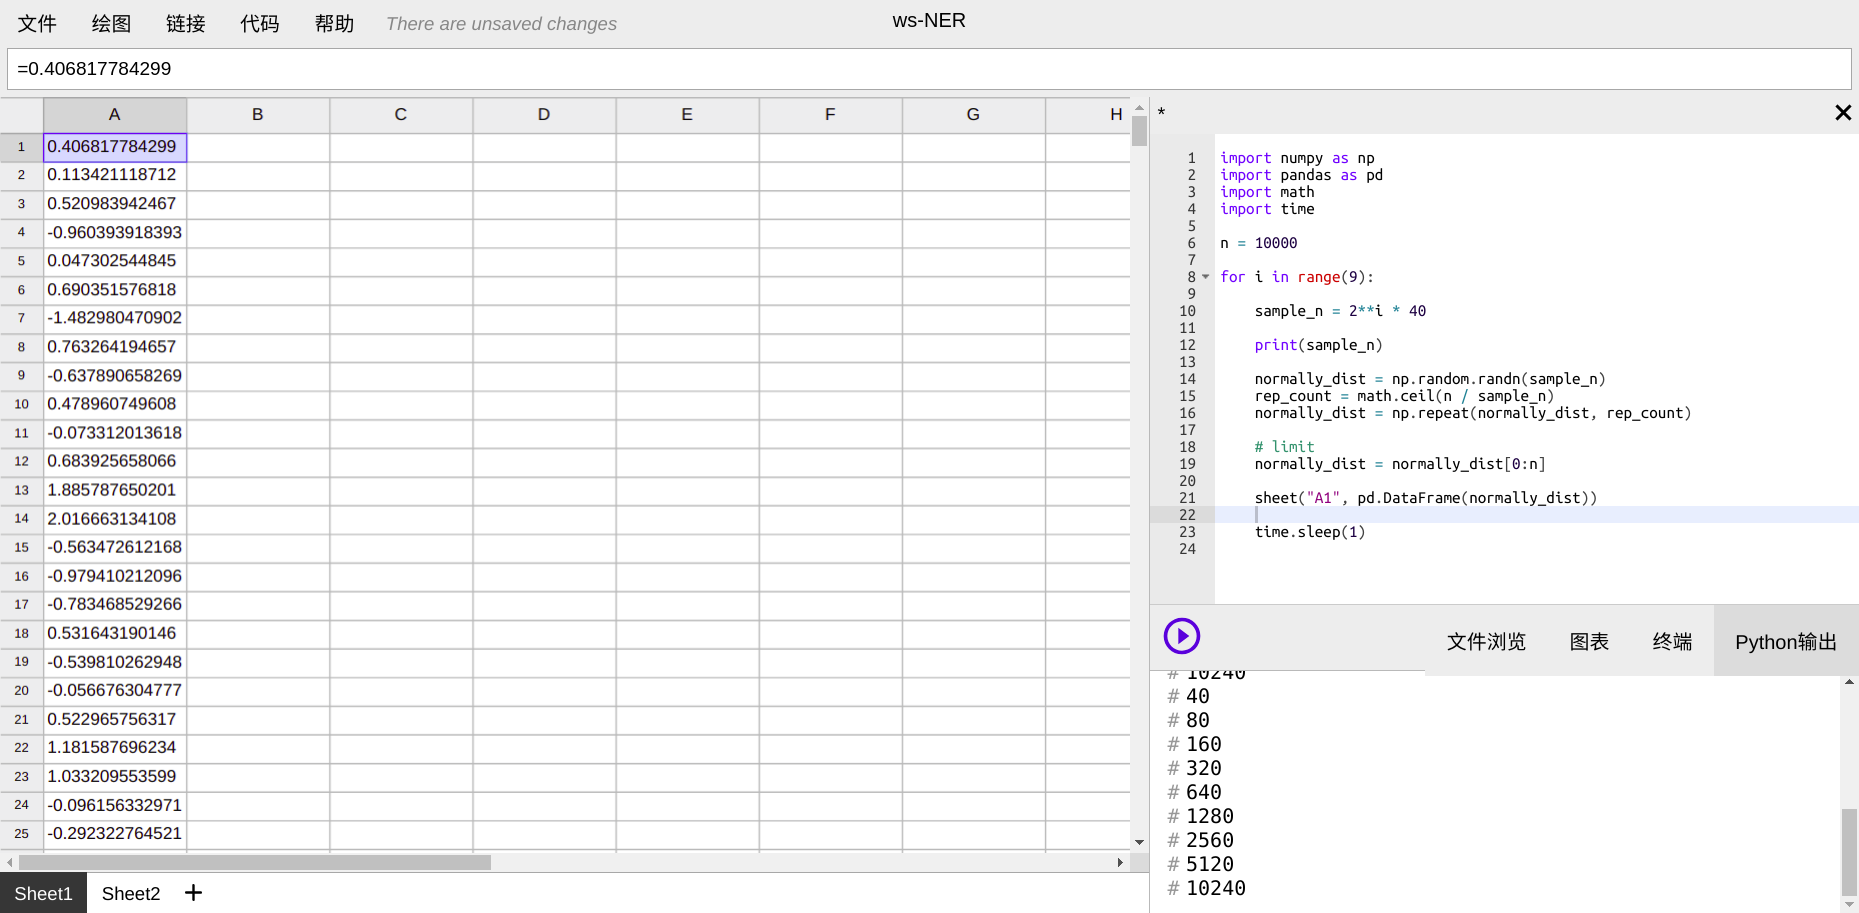 文件 绘图 链接 代码 帮助 There are unsaved changes ws-NER
=0.406817784299
A B C D E F G H
1 0.406817784299
2 0.113421118712
3 0.520983942467
4 -0.960393918393
5 0.047302544845
6 0.690351576818
7 -1.482980470902
8 0.763264194657
9 -0.637890658269
10 0.478960749608
11 -0.073312013618
12 0.683925658066
13 1.885787650201
14 2.016663134108
15 -0.563472612168
16 -0.979410212096
17 -0.783468529266
18 0.531643190146
19 -0.539810262948
20 -0.056676304777
21 0.522965756317
22 1.181587696234
23 1.033209553599
24 -0.096156332971
25 -0.292322764521
Sheet1 Sheet2 +
*
1 import numpy as np
2 import pandas as pd
3 import math
4 import time
5
6 n = 10000
7
8 for i in range(9):
9
10 sample_n = 2**i * 40
11
12 print(sample_n)
13
14 normally_dist = np.random.randn(sample_n)
15 rep_count = math.ceil(n / sample_n)
16 normally_dist = np.repeat(normally_dist, rep_count)
17
18 # limit
19 normally_dist = normally_dist[0:n]
20
21 sheet("A1", pd.DataFrame(normally_dist))
22
23 time.sleep(1)
24
文件浏览 图表 终端 Python输出
# 10240
# 40
# 80
# 160
# 320
# 640
# 1280
# 2560
# 5120
# 10240